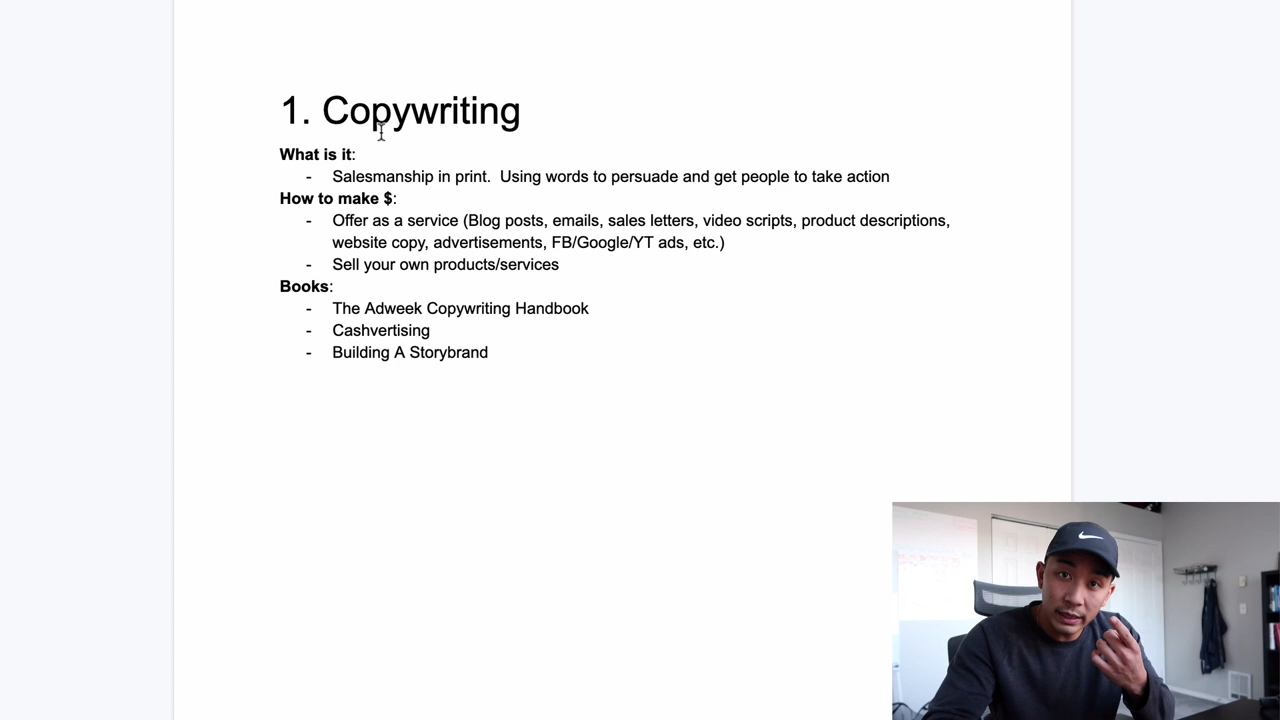 1. Copywriting
What is it:
- Salesmanship in print.  Using words to persuade and get people to take action
How to make $:
- Offer as a service (Blog posts, emails, sales letters, video scripts, product descriptions,
website copy, advertisements, FB/Google/YT ads, etc.)
- Sell your own products/services
Books:
- The Adweek Copywriting Handbook
- Cashvertising
- Building A Storybrand